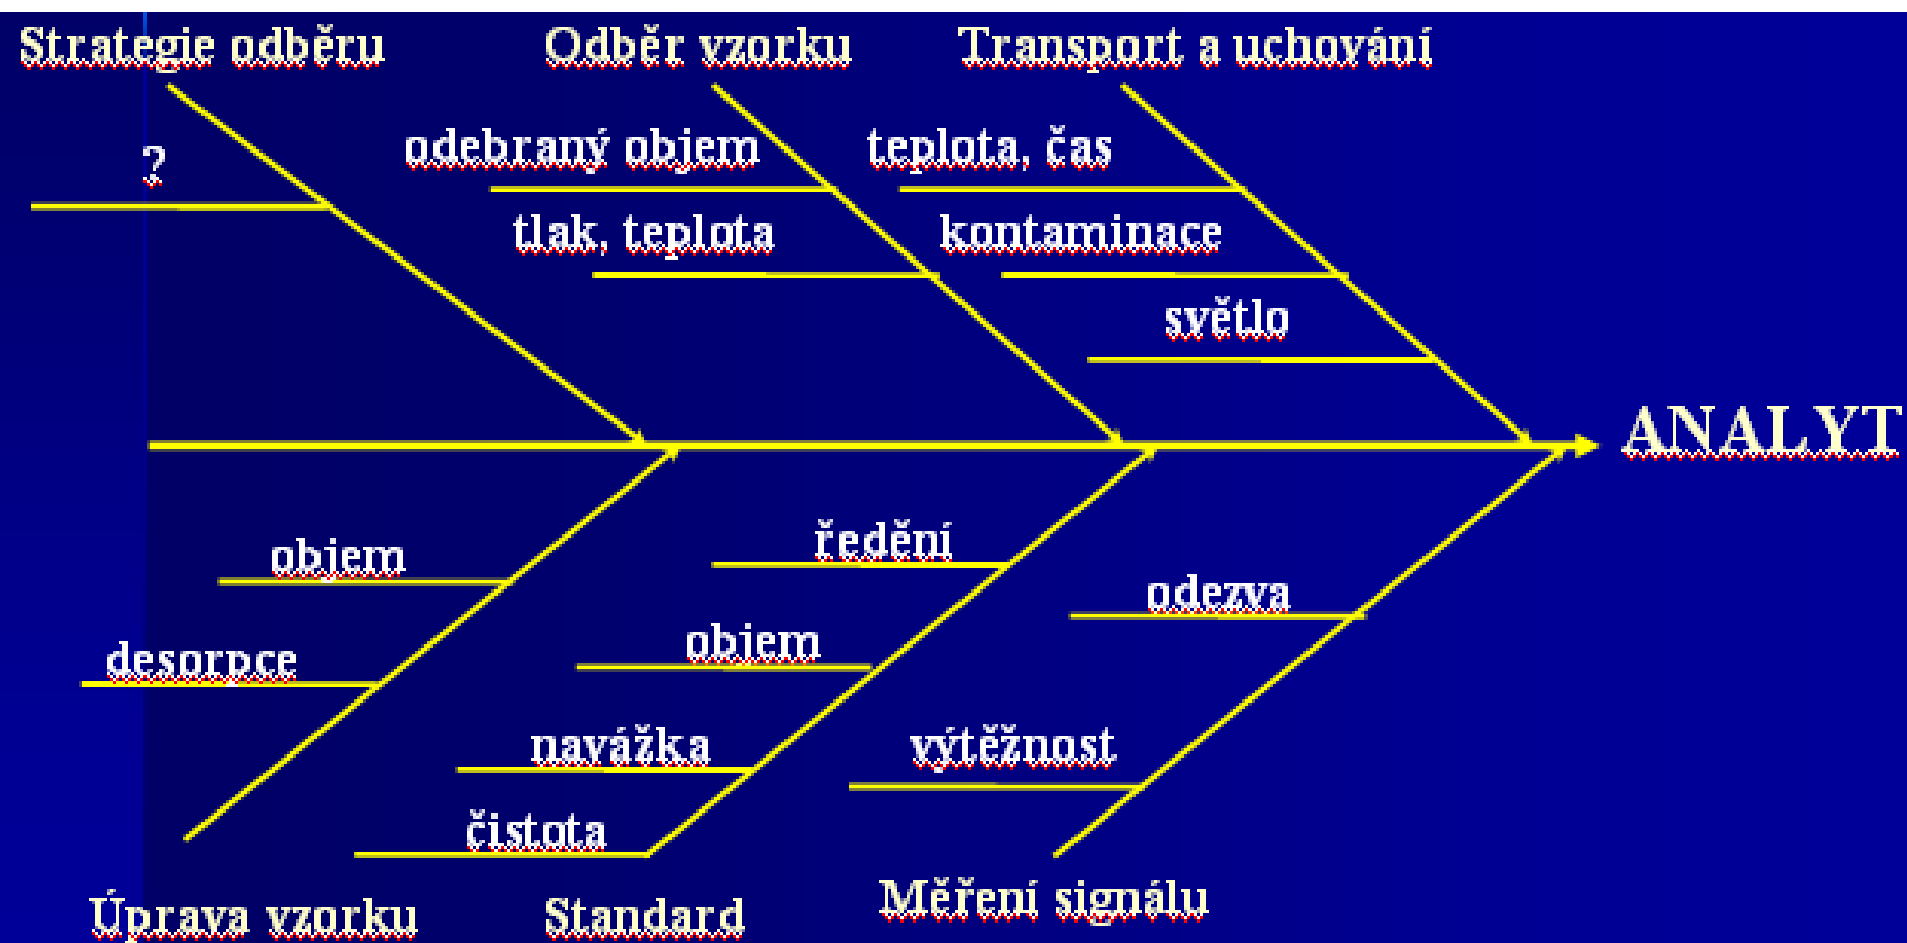 Strategie odběru
Odběr vzorku
Transport a uchování
?
odebraný objem
teplota, čas
tlak, teplota
kontaminace
světlo
ANALYT
objem
ředění
odezva
desorpce
objem
navážka
výtěžnost
čistota
Úprava vzorku
Standard
Měření signálu